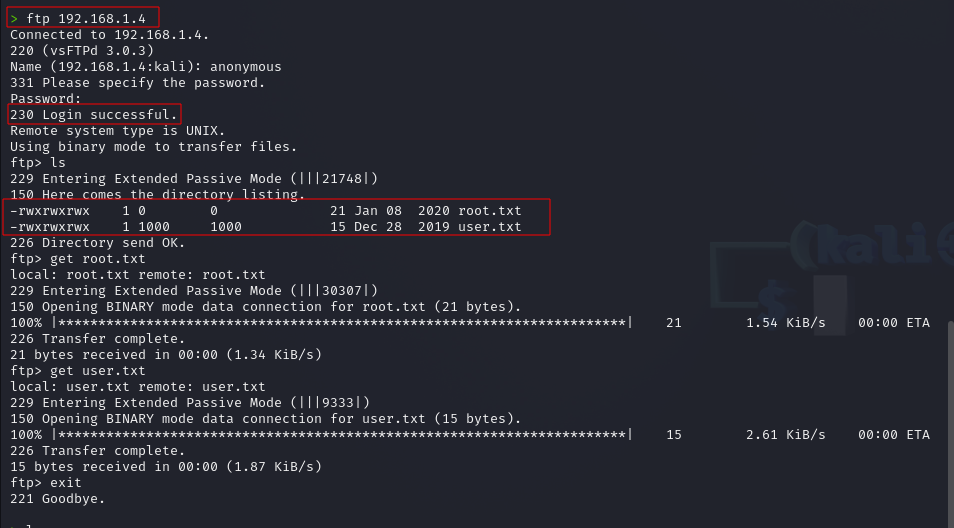 > ftp 192.168.1.4
Connected to 192.168.1.4.
220 (vsFTPd 3.0.3)
Name (192.168.1.4:kali): anonymous
331 Please specify the password.
Password:
230 Login successful.
Remote system type is UNIX.
Using binary mode to transfer files.
ftp> ls
229 Entering Extended Passive Mode (|||21748|)
150 Here comes the directory listing.
-rwxrwxrwx    1 0        0              21 Jan 08  2020 root.txt
-rwxrwxrwx    1 1000     1000           15 Dec 28  2019 user.txt
226 Directory send OK.
ftp> get root.txt
local: root.txt remote: root.txt
229 Entering Extended Passive Mode (|||30307|)
150 Opening BINARY mode data connection for root.txt (21 bytes).
100% |***********************************************************************|    21        1.54 KiB/s    00:00 ETA
226 Transfer complete.
21 bytes received in 00:00 (1.34 KiB/s)
ftp> get user.txt
local: user.txt remote: user.txt
229 Entering Extended Passive Mode (|||9333|)
150 Opening BINARY mode data connection for user.txt (15 bytes).
100% |***********************************************************************|    15        2.61 KiB/s    00:00 ETA
226 Transfer complete.
15 bytes received in 00:00 (1.87 KiB/s)
ftp> exit
221 Goodbye.
(kali
$